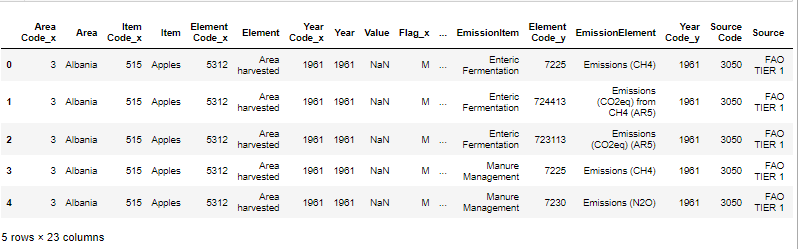 Area Code_x Area Item Code_x Item Element Code_x Element Year Code_x Year Value Flag_x ... EmissionItem Element Code_y EmissionElement Year Code_y Source Code Source
0 3 Albania 515 Apples 5312 Area harvested 1961 1961 NaN M ... Enteric Fermentation 7225 Emissions (CH4) 1961 3050 FAO TIER 1
1 3 Albania 515 Apples 5312 Area harvested 1961 1961 NaN M ... Enteric Fermentation 724413 Emissions (CO2eq) from CH4 (AR5) 1961 3050 FAO TIER 1
2 3 Albania 515 Apples 5312 Area harvested 1961 1961 NaN M ... Enteric Fermentation 723113 Emissions (CO2eq) (AR5) 1961 3050 FAO TIER 1
3 3 Albania 515 Apples 5312 Area harvested 1961 1961 NaN M ... Manure Management 7225 Emissions (CH4) 1961 3050 FAO TIER 1
4 3 Albania 515 Apples 5312 Area harvested 1961 1961 NaN M ... Manure Management 7230 Emissions (N2O) 1961 3050 FAO TIER 1
5 rows × 23 columns